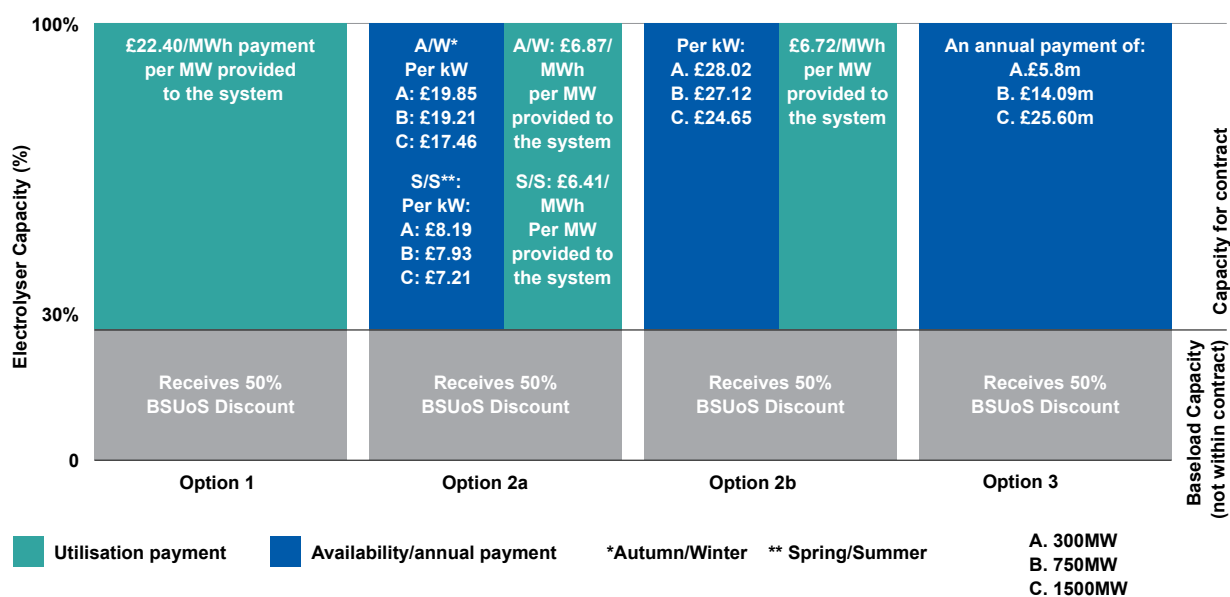 100%
30%
0
Electrolyser Capacity (%)
£22.40/MWh payment
per MW provided
to the system
A/W*
Per kW
A: £19.85
B: £19.21
C: £17.46
S/S**:
Per kW:
A: £8.19
B: £7.93
C: £7.21
A/W: £6.87/
MWh
per MW
provided to
the system
S/S: £6.41/
MWh
Per MW
provided to
the system
Per kW:
A. £28.02
B. £27.12
C. £24.65
£6.72/MWh
per MW
provided to
the system
An annual payment of:
A.£5.8m
B. £14.09m
C. £25.60m
Capacity for contract
Receives 50%
BSUoS Discount
Receives 50%
BSUoS Discount
Receives 50%
BSUoS Discount
Receives 50%
BSUoS Discount
Baseload Capacity
(not within contract)
Option 1
Option 2a
Option 2b
Option 3
Utilisation payment
Availability/annual payment
*Autumn/Winter
** Spring/Summer
A. 300MW
B. 750MW
C. 1500MW